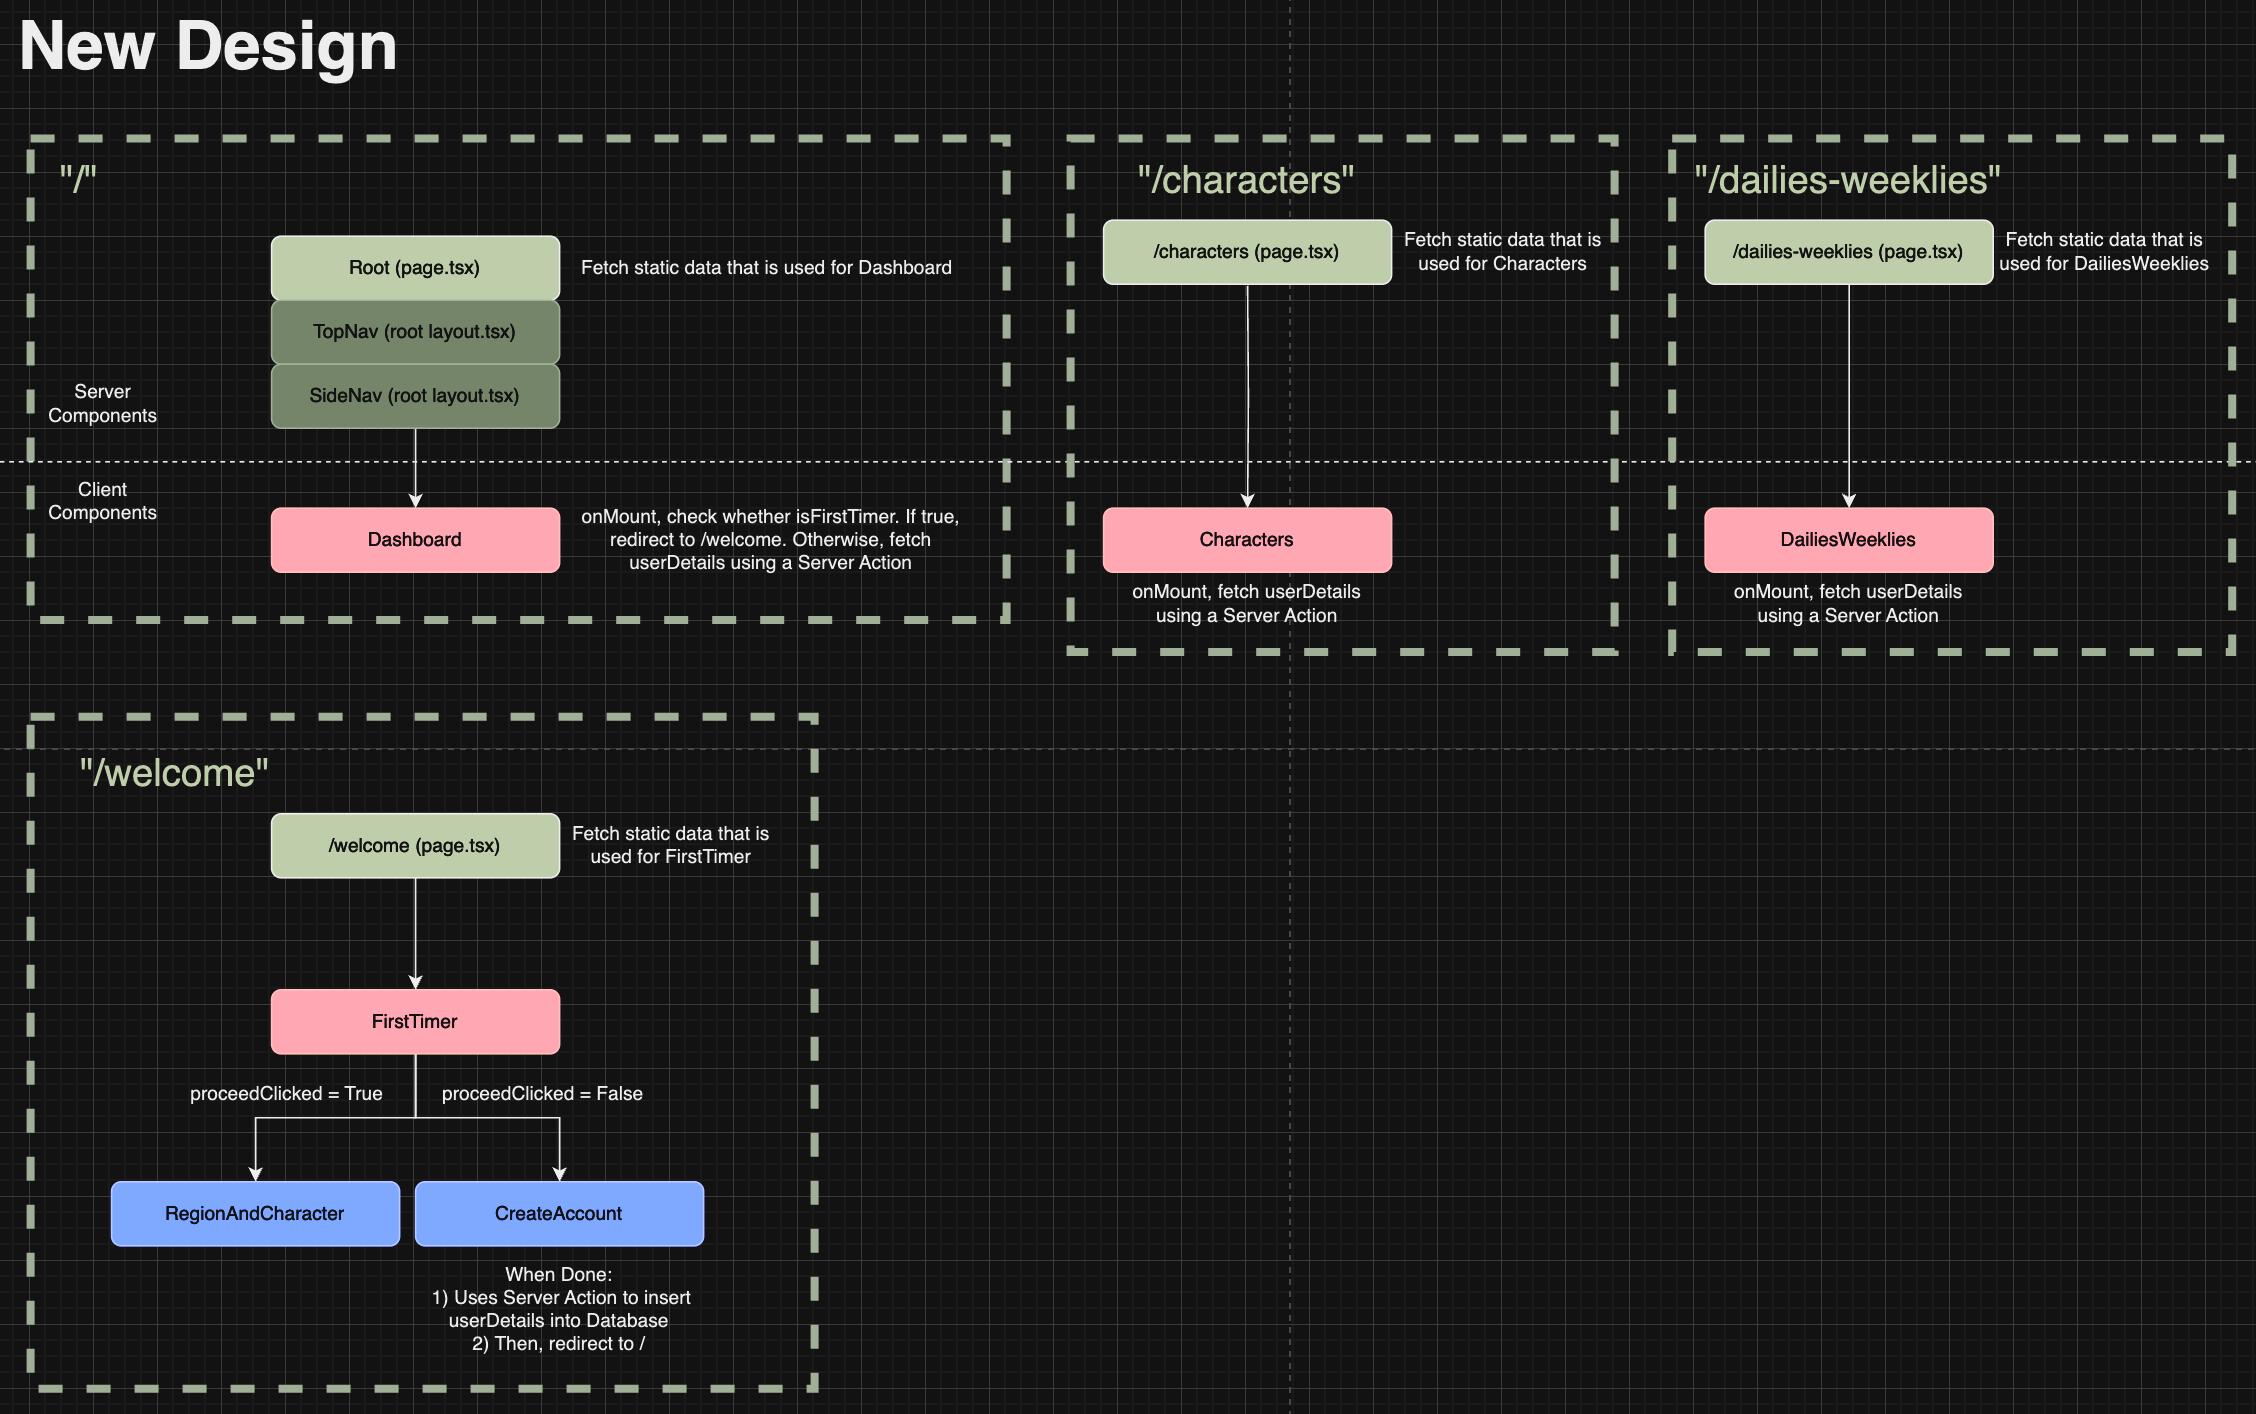 New Design
"/"
Root (page.tsx)
Fetch static data that is used for Dashboard
TopNav (root layout.tsx)
SideNav (root layout.tsx)
Server
Components
Client
Components
Dashboard
onMount, check whether isFirstTimer. If true,
redirect to /welcome. Otherwise, fetch
userDetails using a Server Action
"/characters"
/characters (page.tsx)
Fetch static data that is
used for Characters
Characters
onMount, fetch userDetails
using a Server Action
"/dailies-weeklies"
/dailies-weeklies (page.tsx)
Fetch static data that is
used for DailiesWeeklies
DailiesWeeklies
onMount, fetch userDetails
using a Server Action
"/welcome"
/welcome (page.tsx)
Fetch static data that is
used for FirstTimer
FirstTimer
proceedClicked = True
proceedClicked = False
RegionAndCharacter
CreateAccount
When Done:
1) Uses Server Action to insert
userDetails into Database
2) Then, redirect to /